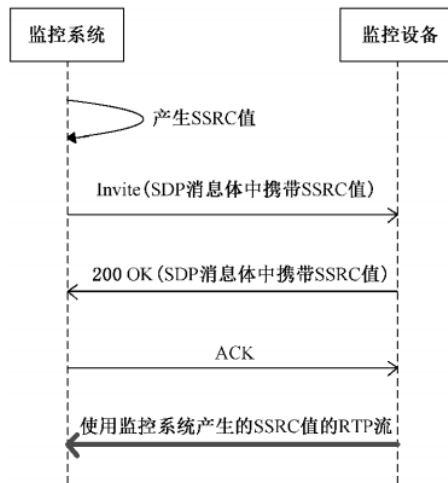 监控系统
监控设备
产生SSRC值
Invite(SDP消息体中携带SSRC值)
200 OK(SDP消息体中携带SSRC值)
ACK
使用监控系统产生的SSRC值的RTP流